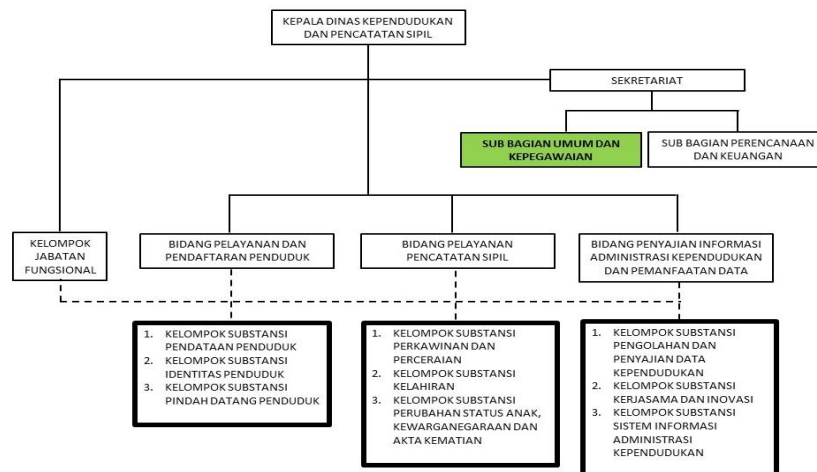 KEPALA DINAS KEPENDUDUKAN
DAN PENCATATAN SIPIL
SEKRETARIAT
SUB BAGIAN UMUM DAN
KEPEGAWAIAN
SUB BAGIAN PERENCANAAN
DAN KEUANGAN
KELOMPOK
JABATAN
FUNGSIONAL
BIDANG PELAYANAN DAN
PENDAFTARAN PENDUDUK
BIDANG PELAYANAN
PENCATATAN SIPIL
BIDANG PENYAJIAN INFORMASI
ADMINISTRASI KEPENDUDUKAN
DAN PEMANFAATAN DATA
1. KELOMPOK SUBSTANSI
PENDATAAN PENDUDUK
2. KELOMPOK SUBSTANSI
IDENTITAS PENDUDUK
3. KELOMPOK SUBSTANSI
PINDAH DATANG PENDUDUK
1. KELOMPOK SUBSTANSI
PERKAWINAN DAN
PERCERAIAN
2. KELOMPOK SUBSTANSI
KELAHIRAN
3. KELOMPOK SUBSTANSI
PERUBAHAN STATUS ANAK,
KEWARGANEGARAAN DAN
AKTA KEMATIAN
1. KELOMPOK SUBSTANSI
PENGOLAHAN DAN
PENYAJIAN DATA
KEPENDUDUKAN
2. KELOMPOK SUBSTANSI
KERJASAMA DAN INOVASI
3. KELOMPOK SUBSTANSI
SISTEM INFORMASI
ADMINISTRASI
KEPENDUDUKAN